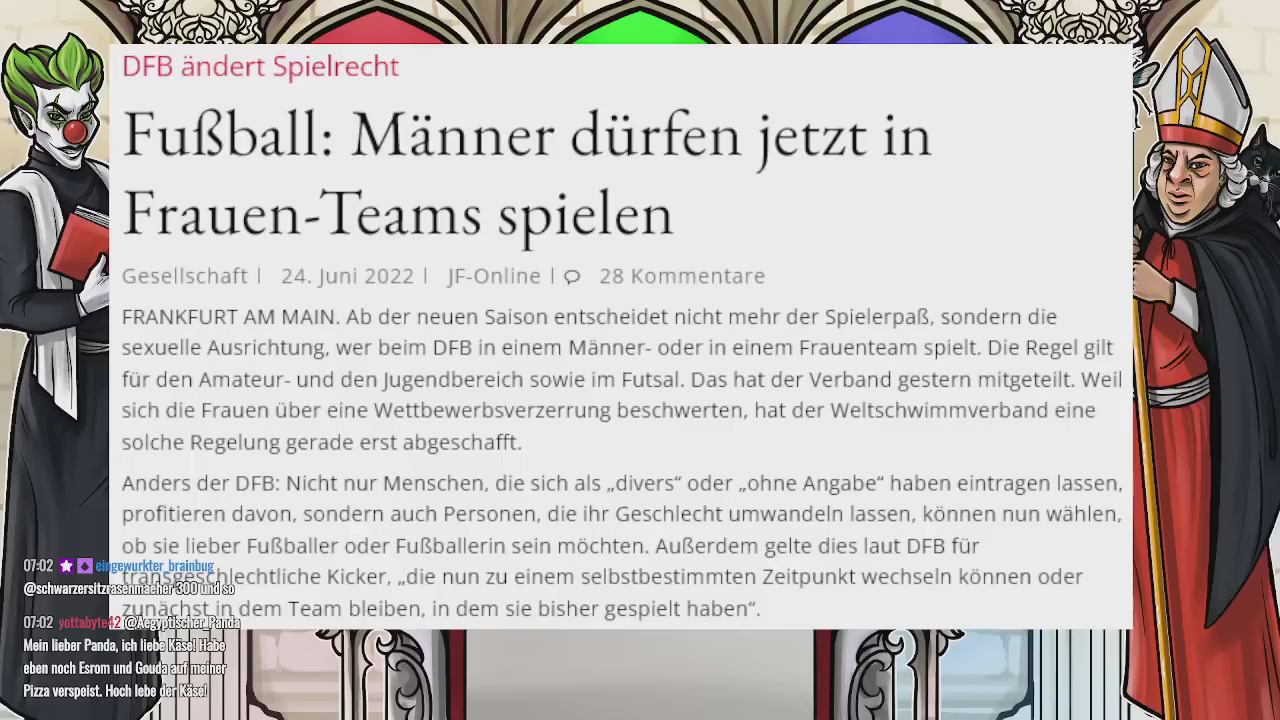 DFB ändert Spielrecht
Fußball: Männer dürfen jetzt in
Frauen-Teams spielen
Gesellschaft | 24. Juni 2022 | JF-Online | 28 Kommentare
FRANKFURT AM MAIN. Ab der neuen Saison entscheidet nicht mehr der Spielerpaß, sondern die
sexuelle Ausrichtung, wer beim DFB in einem Männer- oder in einem Frauenteam spielt. Die Regel gilt
für den Amateur- und den Jugendbereich sowie im Futsal. Das hat der Verband gestern mitgeteilt. Weil
sich die Frauen über eine Wettbewerbsverzerrung beschwerten, hat der Weltschwimmverband eine
solche Regelung gerade erst abgeschafft.
Anders der DFB: Nicht nur Menschen, die sich als „divers“ oder „ohne Angabe“ haben eintragen lassen,
profitieren davon, sondern auch Personen, die ihr Geschlecht umwandeln lassen, können nun wählen,
ob sie lieber Fußballer oder Fußballerin sein möchten. Außerdem gelte dies laut DFB für
transgeschlechtliche Kicker, „die nun zu einem selbstbestimmten Zeitpunkt wechseln können oder
zunächst in dem Team bleiben, in dem sie bisher gespielt haben“.
07:02 eingewurkter_brainbug
@schwarzersitzrasenmaeher 300 und so
07:02 yottabyte42 @Aegyptischer_Panda
Mein lieber Panda, ich liebe Käse! Habe
eben noch Esrom und Gouda auf meiner
Pizza verspeist. Hoch lebe der Käse!